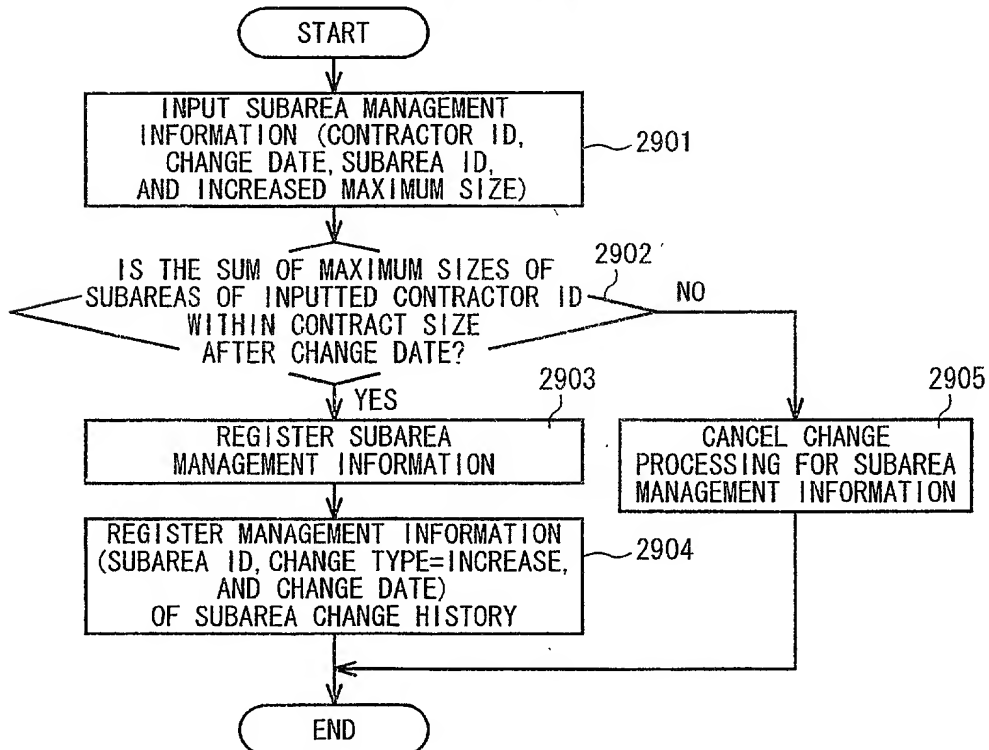 START
INPUT SUBAREA MANAGEMENT
INFORMATION (CONTRACTOR ID,
CHANGE DATE, SUBAREA ID,
AND INCREASED MAXIMUM SIZE)
2901
IS THE SUM OF MAXIMUM SIZES OF
SUBAREAS OF INPUTTED CONTRACTOR ID
WITHIN CONTRACT SIZE
AFTER CHANGE DATE?
2902
NO
YES
2903
REGISTER SUBAREA
MANAGEMENT INFORMATION
2905
CANCEL CHANGE
PROCESSING FOR SUBAREA
MANAGEMENT INFORMATION
REGISTER MANAGEMENT INFORMATION
(SUBAREA ID, CHANGE TYPE=INCREASE,
AND CHANGE DATE)
OF SUBAREA CHANGE HISTORY
2904
END